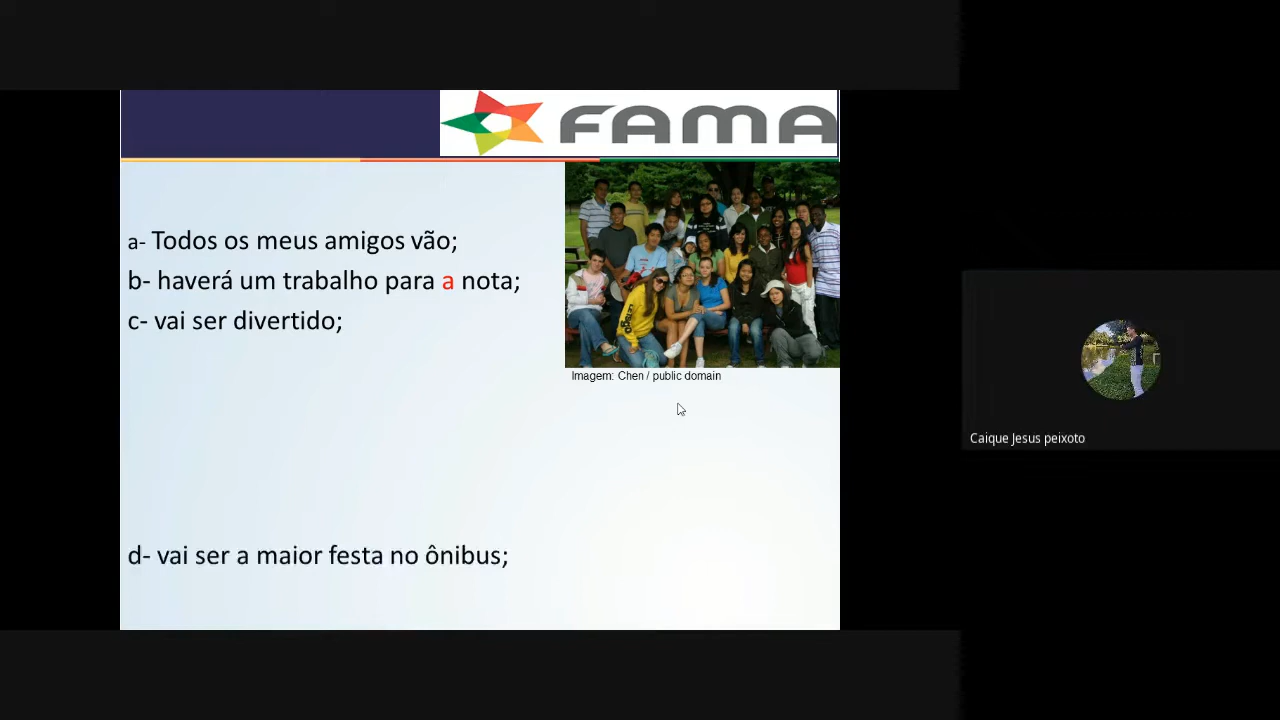 FAMA
a- Todos os meus amigos vão;
b- haverá um trabalho para a nota;
c- vai ser divertido;
Imagem: Chen / public domain
Caique Jesus peixoto
d- vai ser a maior festa no ônibus;